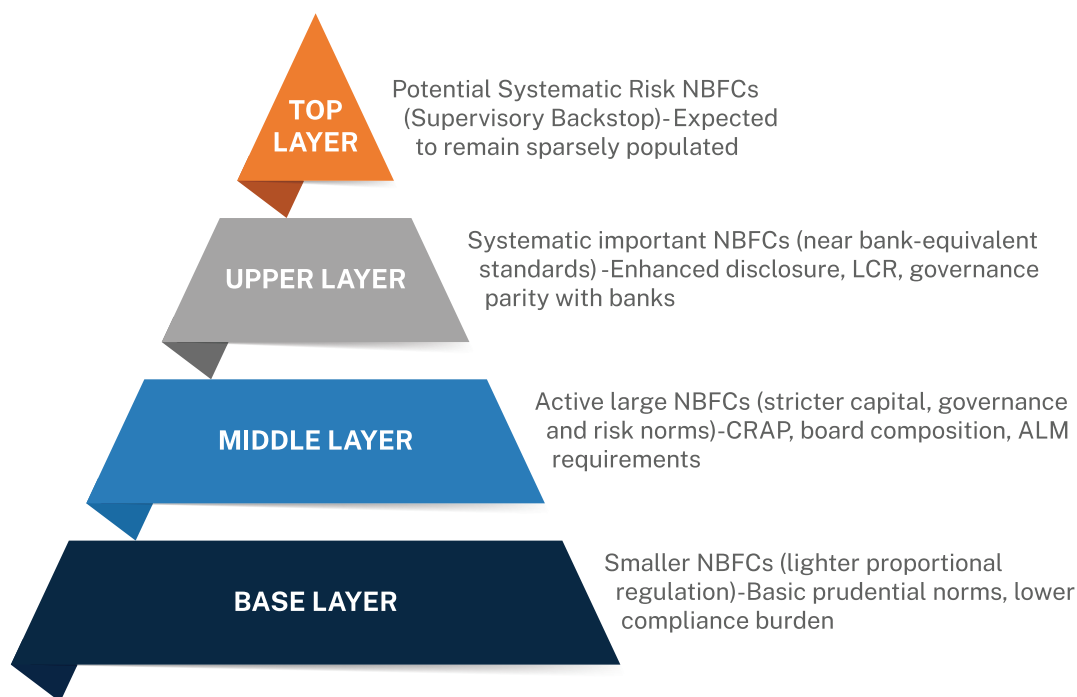 TOP
LAYER
Potential Systematic Risk NBFCs
(Supervisory Backstop)-Expected
to remain sparsely populated
UPPER LAYER
Systematic important NBFCs (near bank-equivalent
standards) -Enhanced disclosure, LCR, governance
parity with banks
MIDDLE LAYER
Active large NBFCs (stricter capital, governance
and risk norms)-CRAP, board composition, ALM
requirements
BASE LAYER
Smaller NBFCs (lighter proportional
regulation)-Basic prudential norms, lower
compliance burden